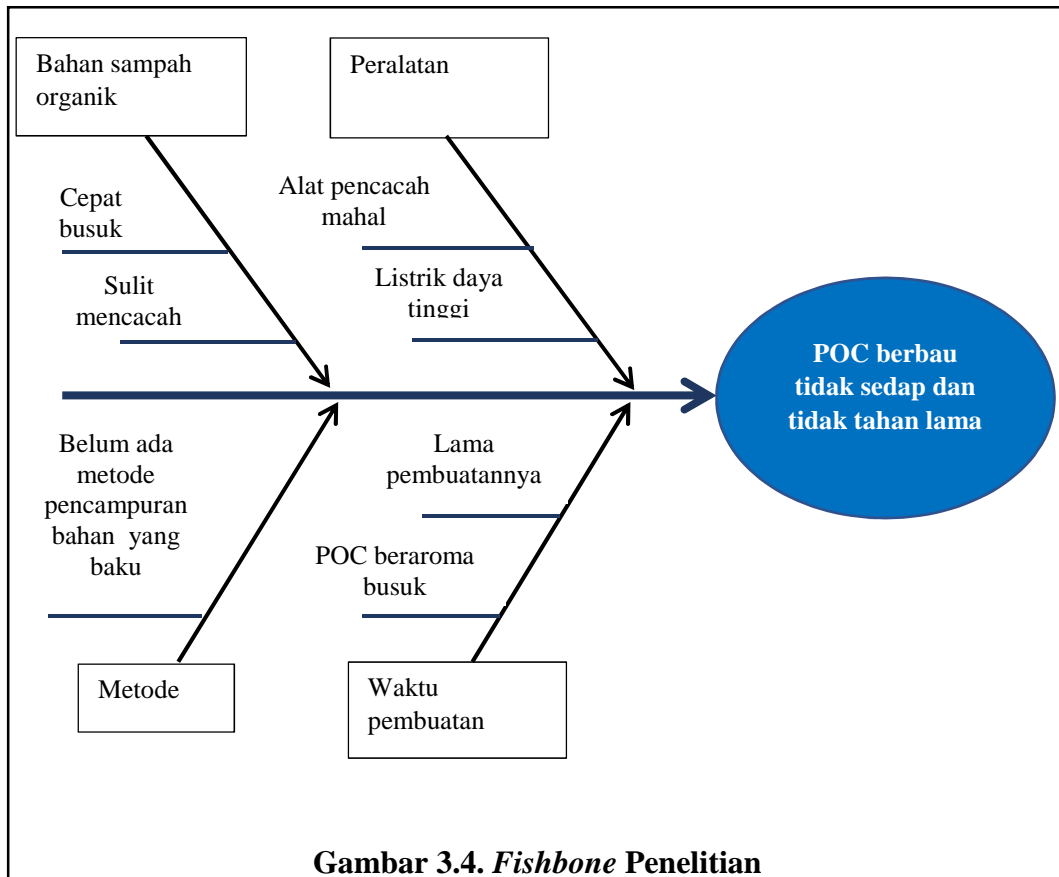 Bahan sampah
organik
Peralatan
Cepat
busuk
Alat pencacah
mahal
Sulit
mencacah
Listrik daya
tinggi
POC berbau
tidak sedap dan
tidak tahan lama
Belum ada
metode
pencampuran
bahan yang
baku
Lama
pembuatannya
POC beraroma
busuk
Metode
Waktu
pembuatan
Gambar 3.4. Fishbone Penelitian